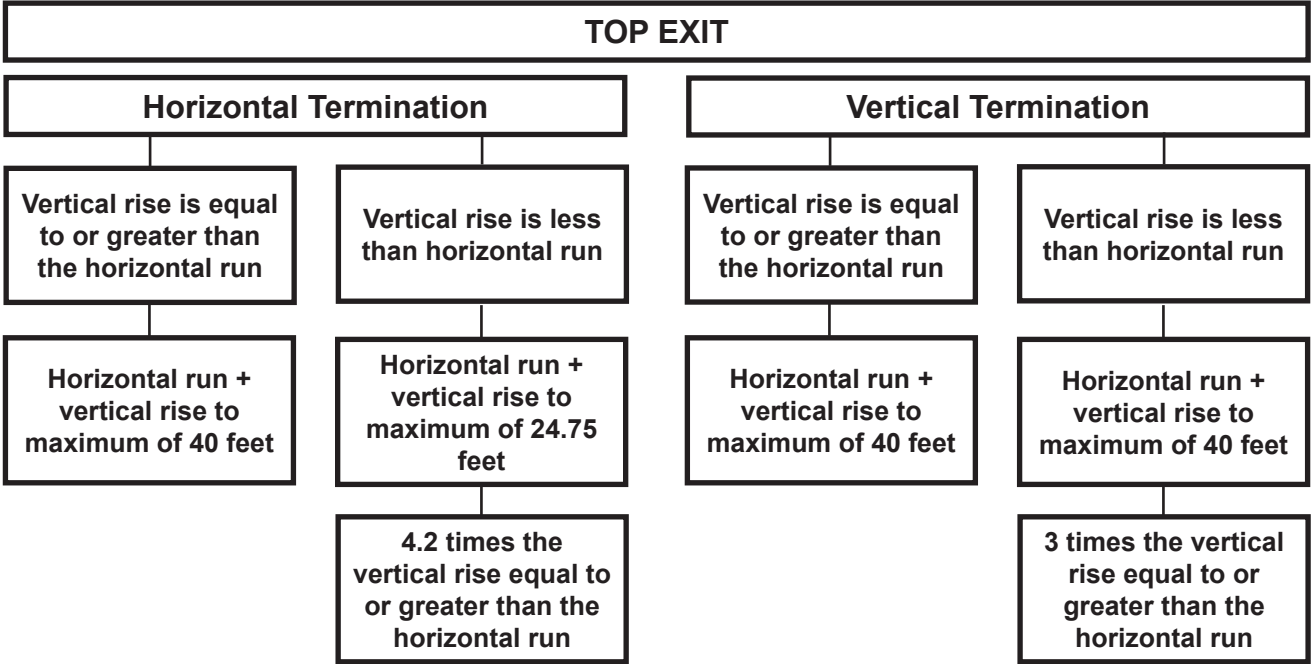 TOP EXIT
Horizontal Termination
Vertical Termination
Vertical rise is equal
to or greater than
the horizontal run
Vertical rise is less
than horizontal run
Vertical rise is equal
to or greater than
the horizontal run
Vertical rise is less
than horizontal run
Horizontal run +
vertical rise to
maximum of 40 feet
Horizontal run +
vertical rise to
maximum of 24.75
feet
Horizontal run +
vertical rise to
maximum of 40 feet
Horizontal run +
vertical rise to
maximum of 40 feet
4.2 times the
vertical rise equal to
or greater than the
horizontal run
3 times the vertical
rise equal to or
greater than the
horizontal run